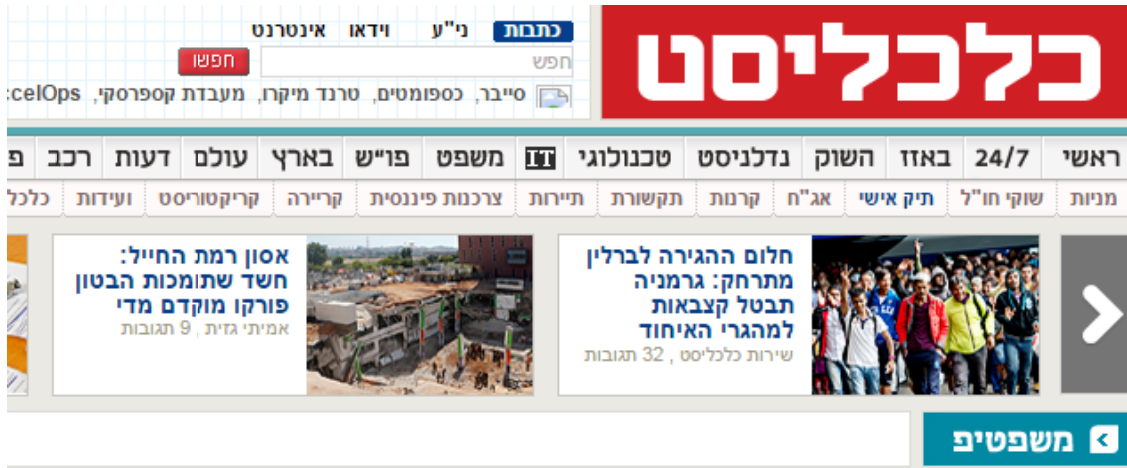 כלכליסט
כתבות ני"ע וידאו אינטרנט
חפש
חפשו
סייבר, כספומטים, טרנד מיקרו, מעבדת קספרסקי, celOps
ראשי 24/7 באזז השוק נדלניסט טכנולוגי IT משפט פו״ש בארץ עולם דעות רכב
מניות שוקי חו"ל תיק אישי אג"ח קרנות תקשורת תיירות צרכנות פיננסית קריירה קריקטוריסט ועידות כלכל
חלום ההגירה לברלין
מתרחק: גרמניה
תבטל קצבאות
למהגרי האיחוד
שירות כלכליסט , 32 תגובות
אסון רמת החייל:
חשד שתומכות הבטון
פורקו מוקדם מדי
אמיתי גזית , 9 תגובות
משפטיפ